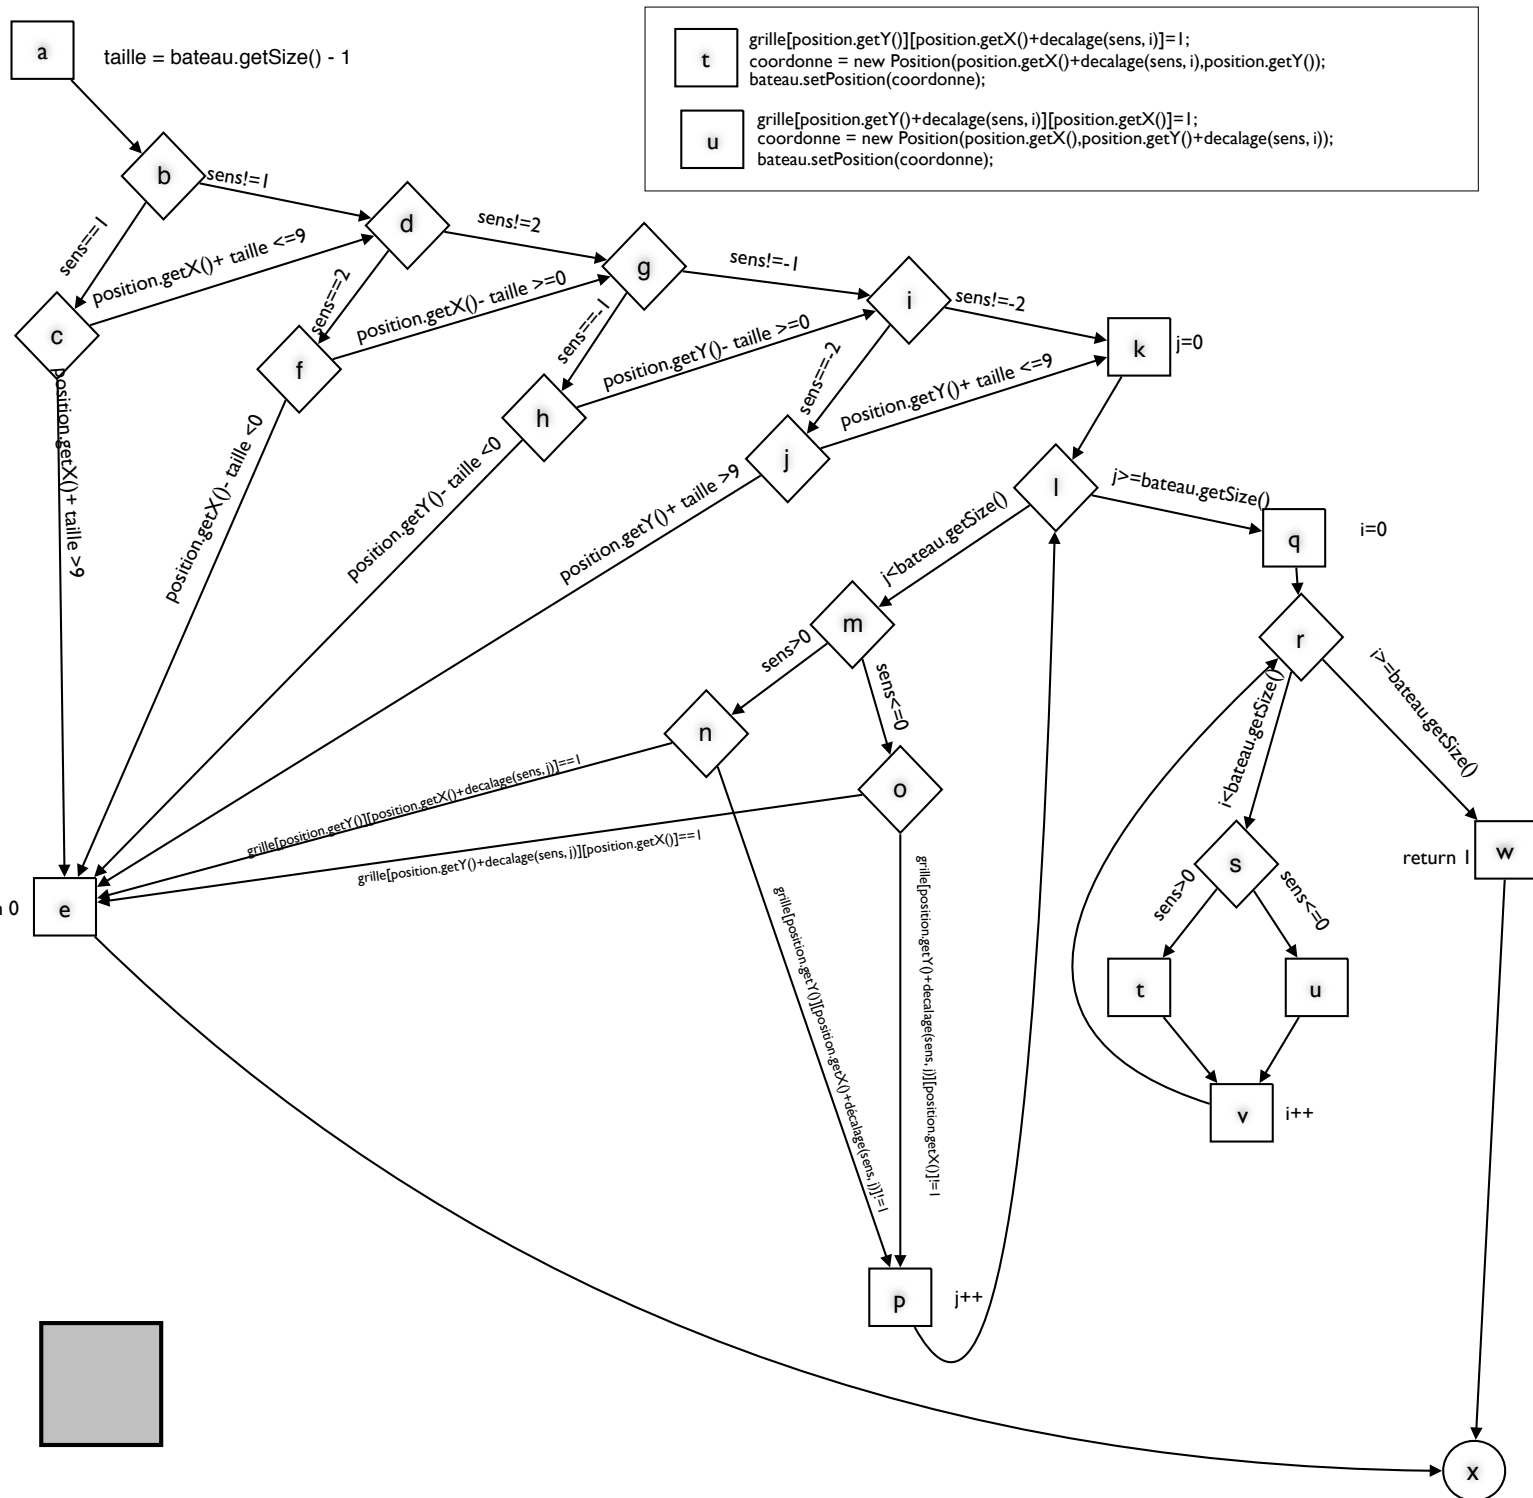 a
taille = bateau.getSize() - 1
t
grille[position.getY()][position.getX()+decalage(sens, i)]=1;
coordonne = new Position(position.getX()+decalage(sens, i),position.getY());
bateau.setPosition(coordonne);
u
grille[position.getY()+decalage(sens, i)][position.getX()]=1;
coordonne = new Position(position.getX(),position.getY()+decalage(sens, i));
bateau.setPosition(coordonne);
b
sens!=1
sens==1
d
sens!=2
sens==2
position.getX()+ taille <=9
c
position.getX()+ taille >9
g
sens!=-1
sens==-1
position.getX()- taille >=0
f
position.getX()- taille <0
i
sens!=-2
sens==-2
position.getY()- taille >=0
h
position.getY()- taille <0
k
j=0
position.getY()+ taille <=9
j
position.getY()+ taille >9
l
j>=bateau.getSize()
j<bateau.getSize()
q
i=0
m
sens>0
sens<=0
r
i>=bateau.getSize()
i<bateau.getSize()
n
grille[position.getY()][position.getX()+decalage(sens, j)]==1
o
grille[position.getY()+decalage(sens, j)][position.getX()]==1
grille[position.getY()][position.getX()+décalage(sens, j)]!=1
grille[position.getY()+decalage(sens, j)][position.getX()]!=1
s
sens>0
sens<=0
return 1
w
0
e
t
u
v
i++
p
j++
x